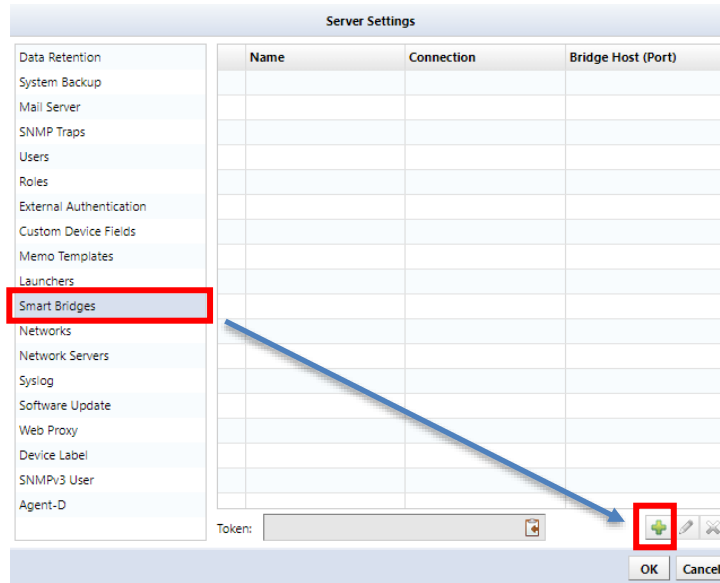 Server Settings
Data Retention
System Backup
Mail Server
SNMP Traps
Users
Roles
External Authentication
Custom Device Fields
Memo Templates
Launchers
Smart Bridges
Networks
Network Servers
Syslog
Software Update
Web Proxy
Device Label
SNMPv3 User
Agent-D
Name Connection Bridge Host (Port)
Token:
OK Cancel